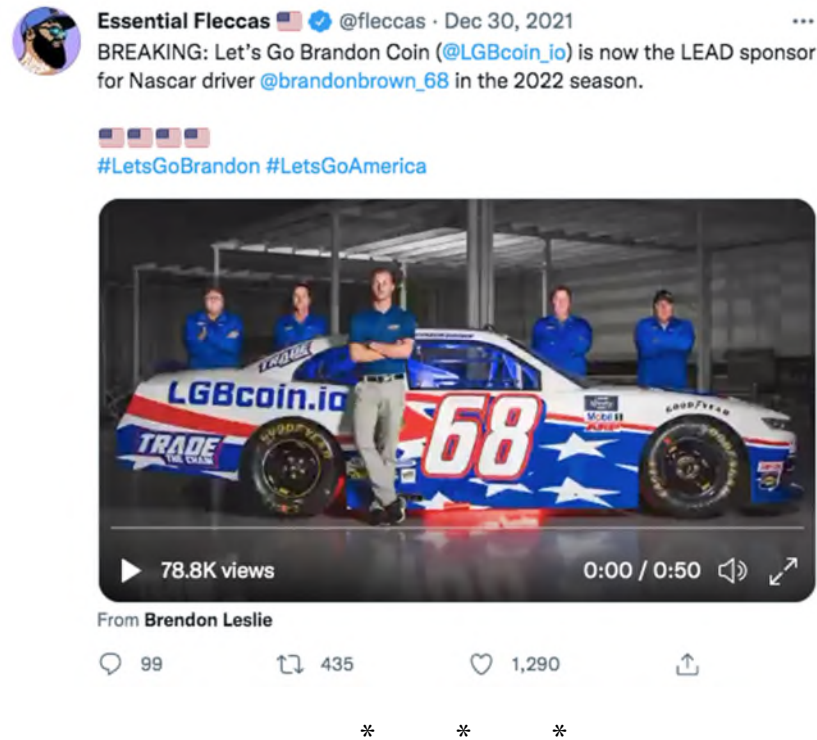 Essential Fleccas 🇺🇸 @fleccas · Dec 30, 2021
BREAKING: Let's Go Brandon Coin (@LGBcoin_io) is now the LEAD sponsor
for Nascar driver @brandonbrown_68 in the 2022 season.
🇺🇸🇺🇸🇺🇸🇺🇸
#LetsGoBrandon #LetsGoAmerica
TRADE
LGBcoin.io
68
Mobil 1
GOODYEAR
GOODYEAR
GOODYEAR
TRADE
THE CHAIN
78.8K views
0:00 / 0:50
From Brendon Leslie
99 435 1,290
* * *